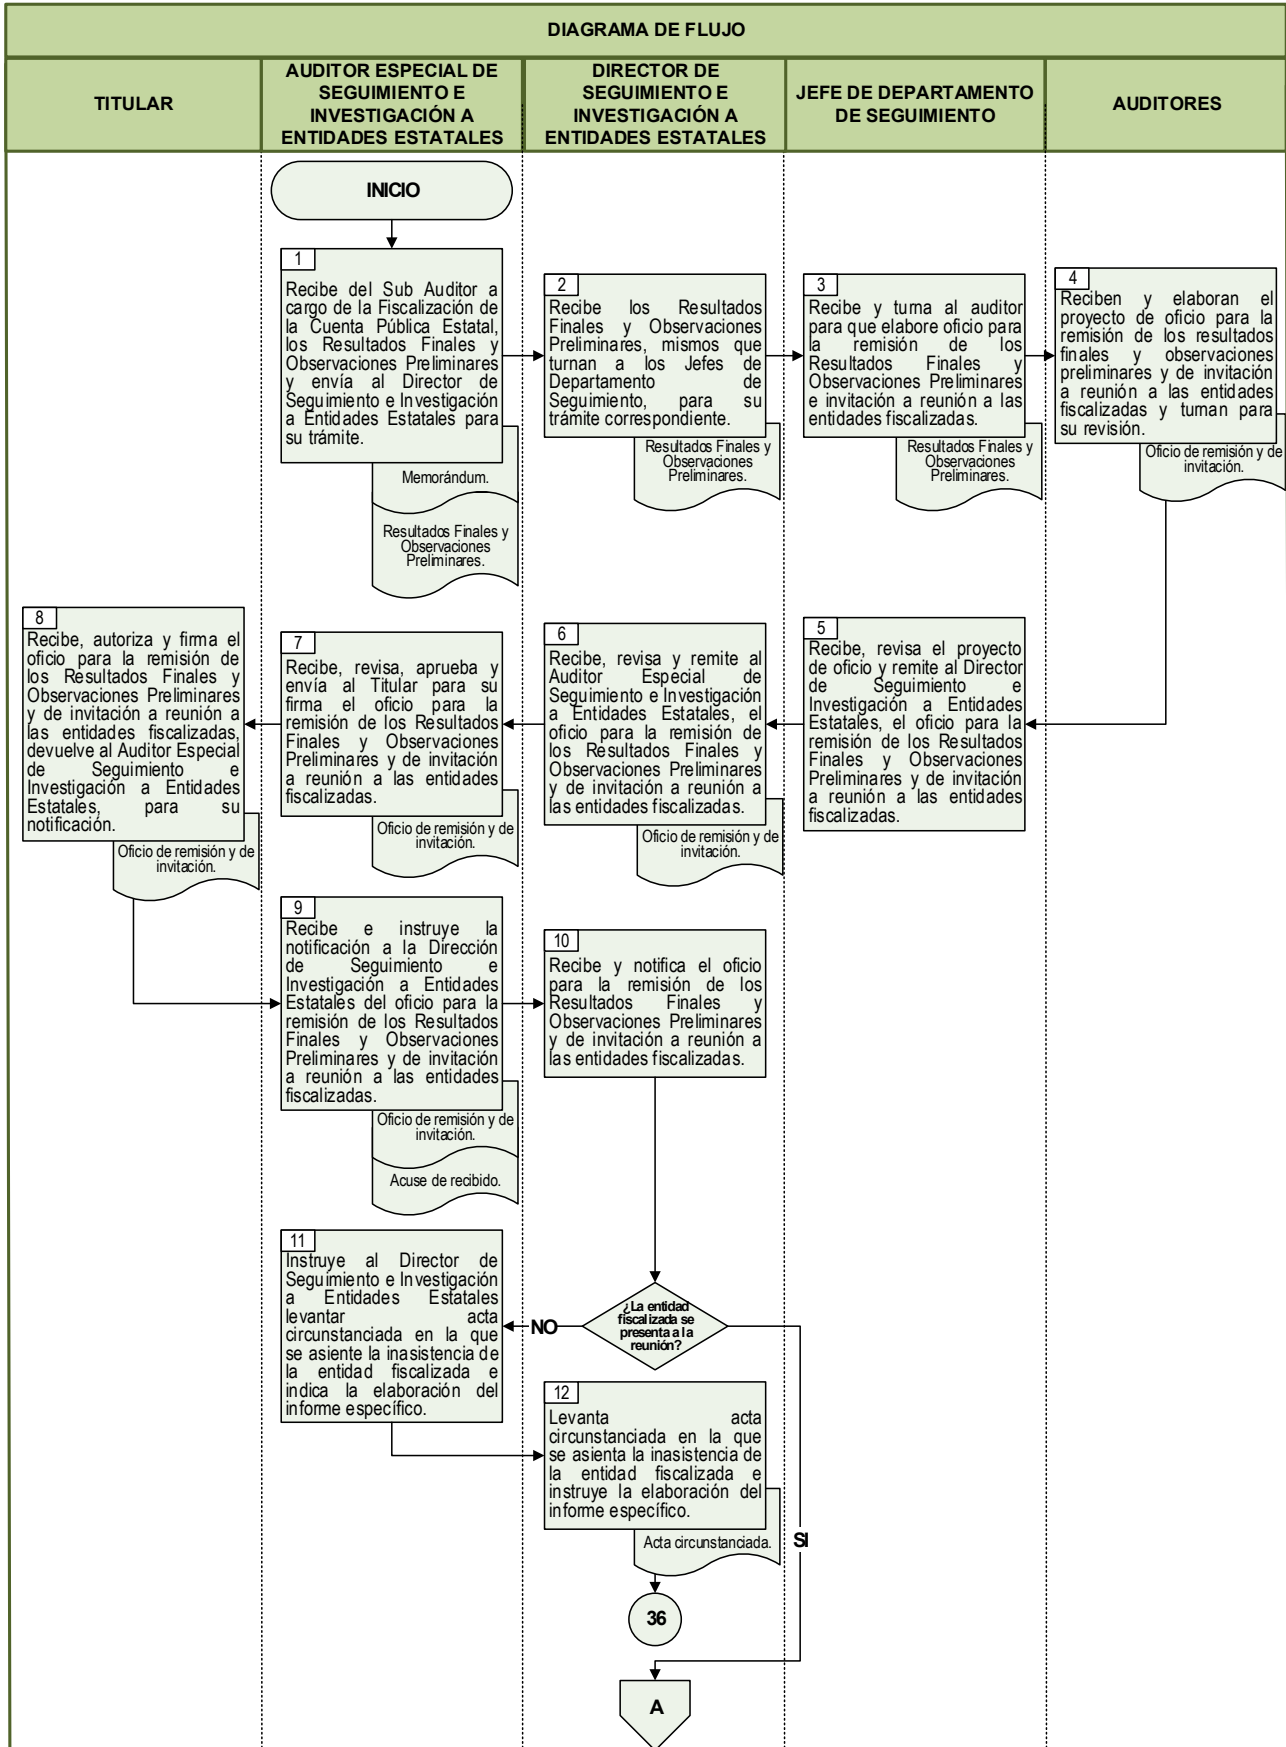 DIAGRAMA DE FLUJO
TITULAR
AUDITOR ESPECIAL DE
SEGUIMIENTO E
INVESTIGACIÓN A
ENTIDADES ESTATALES
DIRECTOR DE
SEGUIMIENTO E
INVESTIGACIÓN A
ENTIDADES ESTATALES
JEFE DE DEPARTAMENTO
DE SEGUIMIENTO
AUDITORES
INICIO
1
Recibe del Sub Auditor a
cargo de la Fiscalización de
la Cuenta Pública Estatal,
los Resultados Finales y
Observaciones Preliminares
y envía al Director de
Seguimiento e Investigación
a Entidades Estatales para
su trámite.
Memorándum.
Resultados Finales y
Observaciones
Preliminares.
2
Recibe los Resultados
Finales y Observaciones
Preliminares, mismos que
turnan a los Jefes de
Departamento de
Seguimiento, para su
trámite correspondiente.
Resultados Finales y
Observaciones
Preliminares.
3
Recibe y turna al auditor
para que elabore oficio para
la remisión de los
Resultados Finales y
Observaciones Preliminares
e invitación a reunión a las
entidades fiscalizadas.
Resultados Finales y
Observaciones
Preliminares.
4
Reciben y elaboran el
proyecto de oficio para la
remisión de los resultados
finales y observaciones
preliminares y de invitación
a reunión a las entidades
fiscalizadas y turnan para
su revisión.
Oficio de remisión y de
invitación.
8
Recibe, autoriza y firma el
oficio para la remisión de
los Resultados Finales y
Observaciones Preliminares
y de invitación a reunión a
las entidades fiscalizadas,
devuelve al Auditor Especial
de Seguimiento e
Investigación a Entidades
Estatales, para su
notificación.
Oficio de remisión y de
invitación.
7
Recibe, revisa, aprueba y
envía al Titular para su
firma el oficio para la
remisión de los Resultados
Finales y Observaciones
Preliminares y de invitación
a reunión a las entidades
fiscalizadas.
Oficio de remisión y de
invitación.
6
Recibe, revisa y remite al
Auditor Especial de
Seguimiento e Investigación
a Entidades Estatales, el
oficio para la remisión de
los Resultados Finales y
Observaciones Preliminares
y de invitación a reunión a
las entidades fiscalizadas.
Oficio de remisión y de
invitación.
5
Recibe, revisa el proyecto
de oficio y remite al Director
de Seguimiento e
Investigación a Entidades
Estatales, el oficio para la
remisión de los Resultados
Finales y Observaciones
Preliminares y de invitación
a reunión a las entidades
fiscalizadas.
9
Recibe e instruye la
notificación a la Dirección
de Seguimiento e
Investigación a Entidades
Estatales del oficio para la
remisión de los Resultados
Finales y Observaciones
Preliminares y de invitación
a reunión a las entidades
fiscalizadas.
Oficio de remisión y de
invitación.
Acuse de recibido.
10
Recibe y notifica el oficio
para la remisión de los
Resultados Finales y
Observaciones Preliminares
y de invitación a reunión a
las entidades fiscalizadas.
11
Instruye al Director de
Seguimiento e Investigación
a Entidades Estatales
levantar acta
circunstanciada en la que
se asiente la inasistencia de
la entidad fiscalizada e
indica la elaboración del
informe específico.
NO
¿La entidad
fiscalizada se
presenta a la
reunión?
12
Levanta acta
circunstanciada en la que
se asienta la inasistencia de
la entidad fiscalizada e
instruye la elaboración del
informe específico.
Acta circunstanciada.
SI
36
A